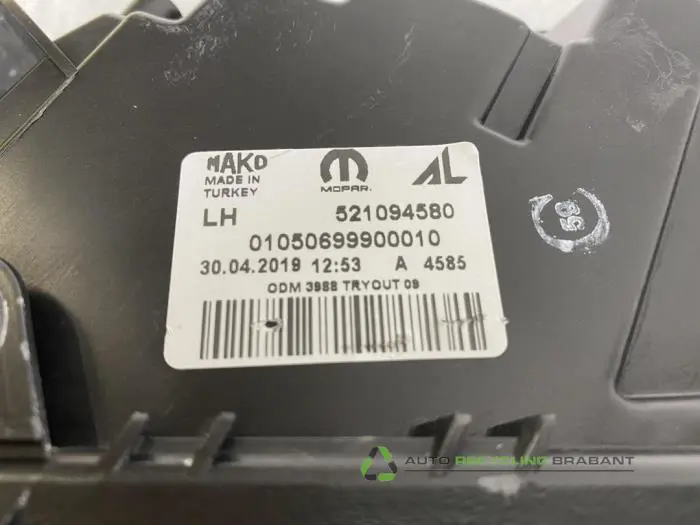 MAKO
MADE IN
TURKEY
MOPAR.
AL
LH 521094580
01050699900010
30.04.2019 12:53 A 4585
ODM 3988 TRYOUT 09
59
AUTO RECYCLING BRABANT